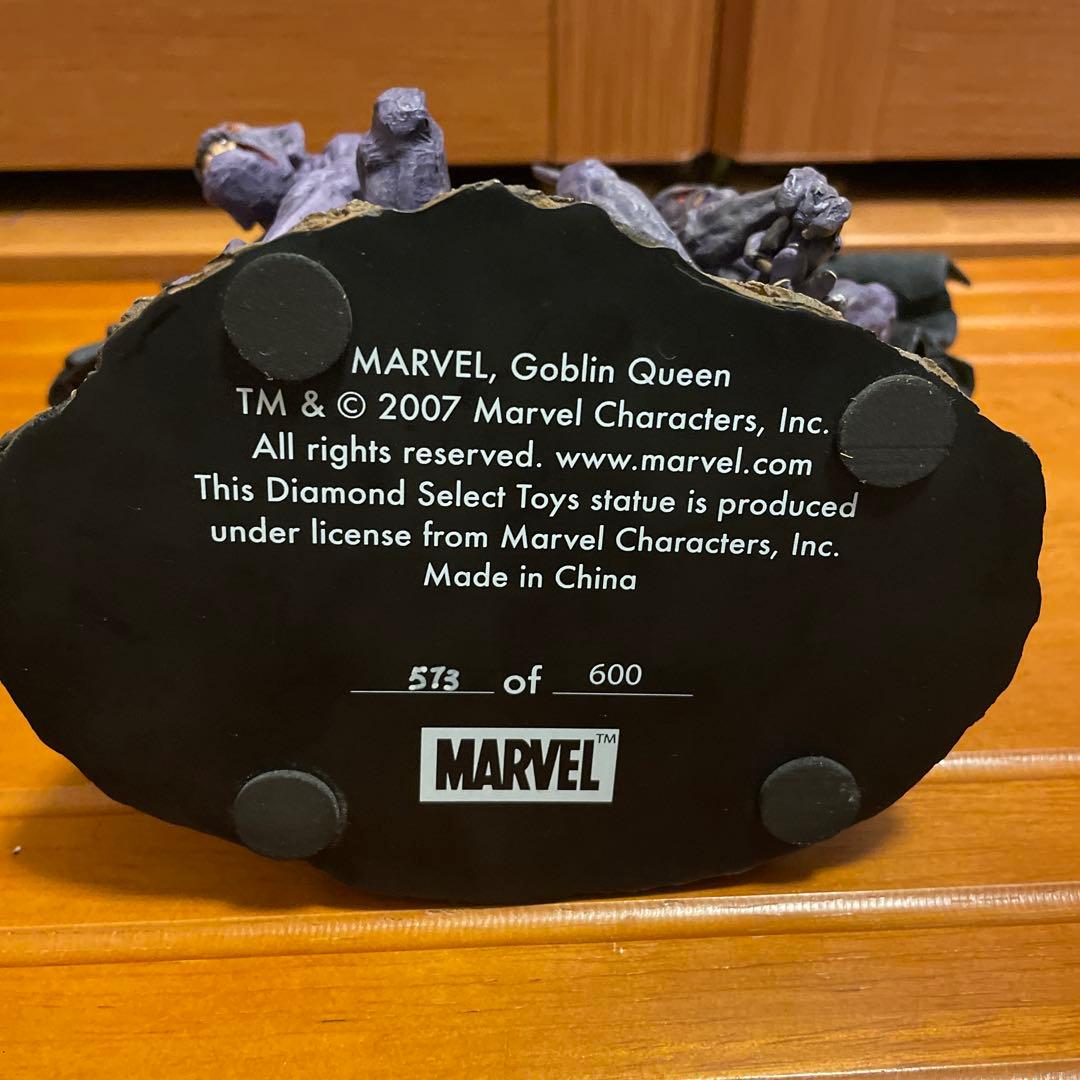 MARVEL, Goblin Queen
TM & © 2007 Marvel Characters, Inc.
All rights reserved. www.marvel.com
This Diamond Select Toys statue is produced
under license from Marvel Characters, Inc.
Made in China
573 of 600
MARVEL™